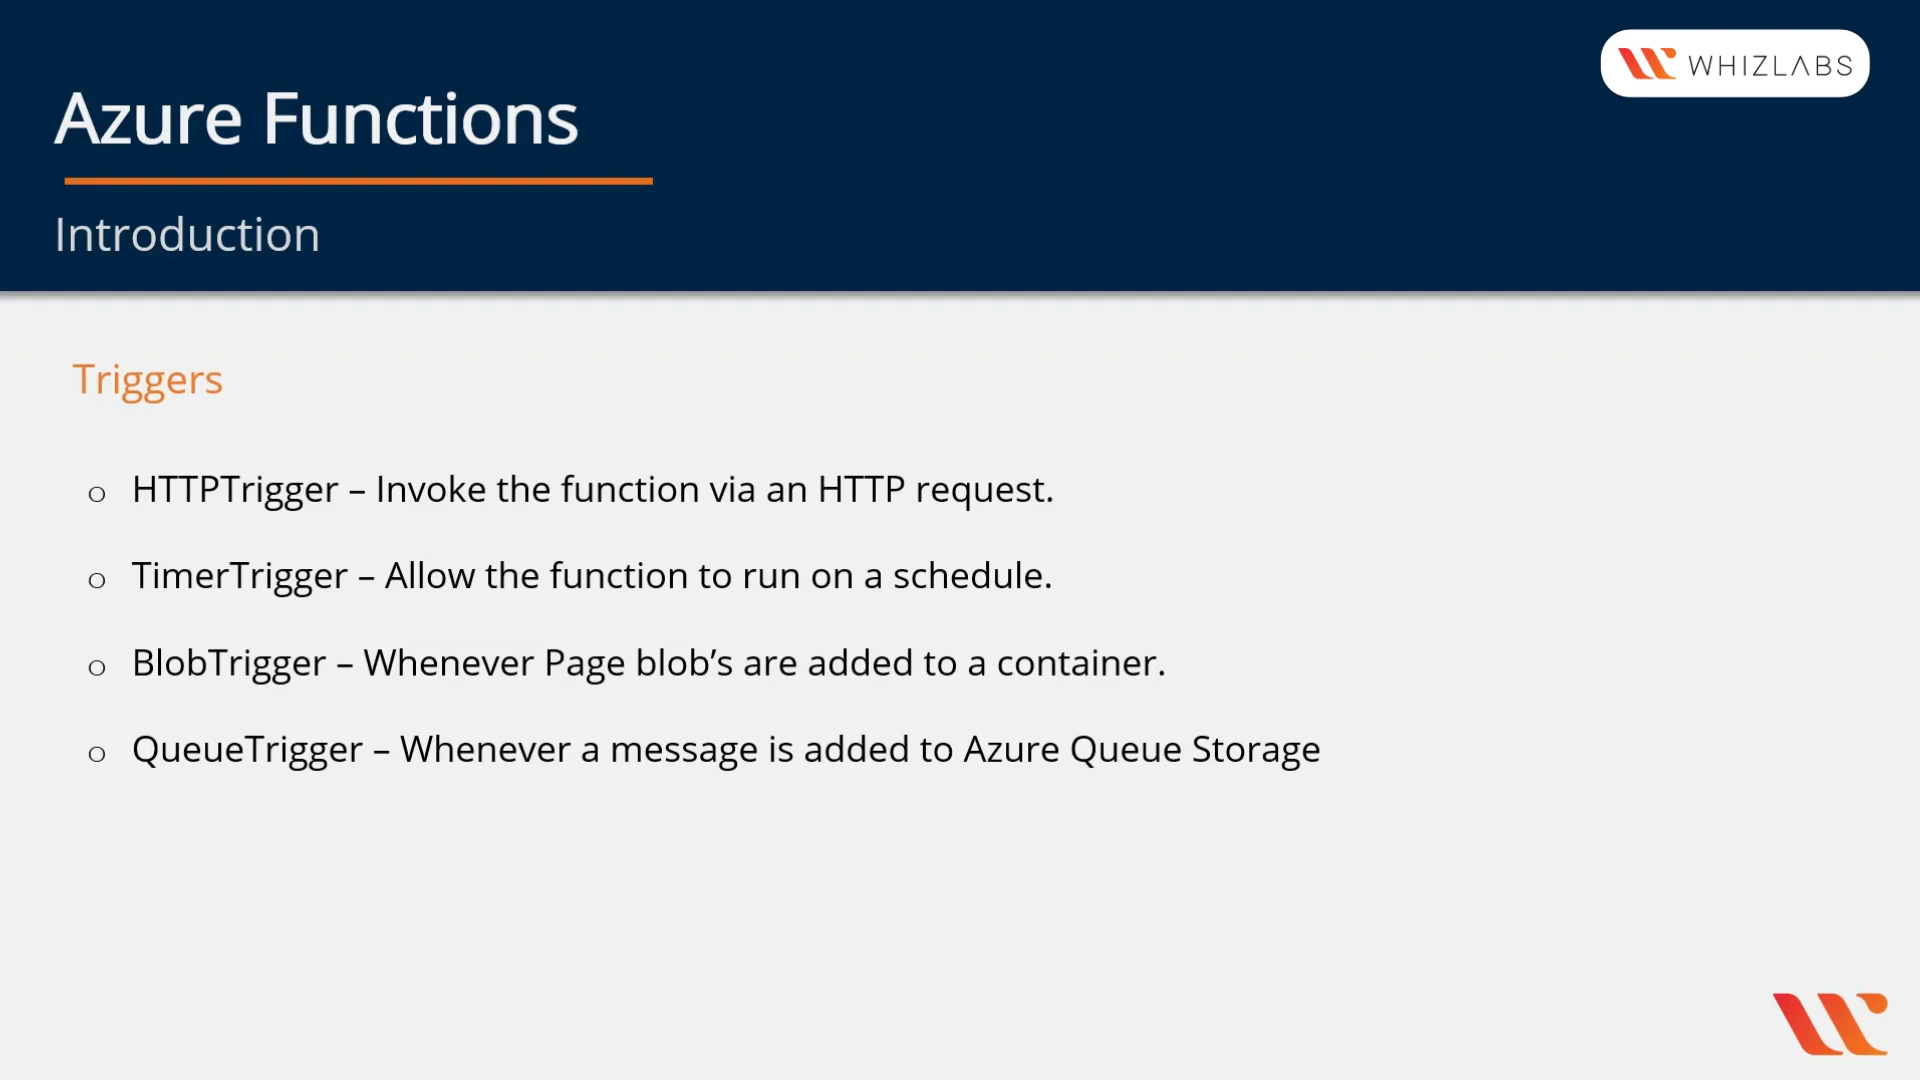 WHIZLABS
Azure Functions
Introduction
Triggers
o HTTPTrigger – Invoke the function via an HTTP request.
o TimerTrigger – Allow the function to run on a schedule.
o BlobTrigger – Whenever Page blob’s are added to a container.
o QueueTrigger – Whenever a message is added to Azure Queue Storage